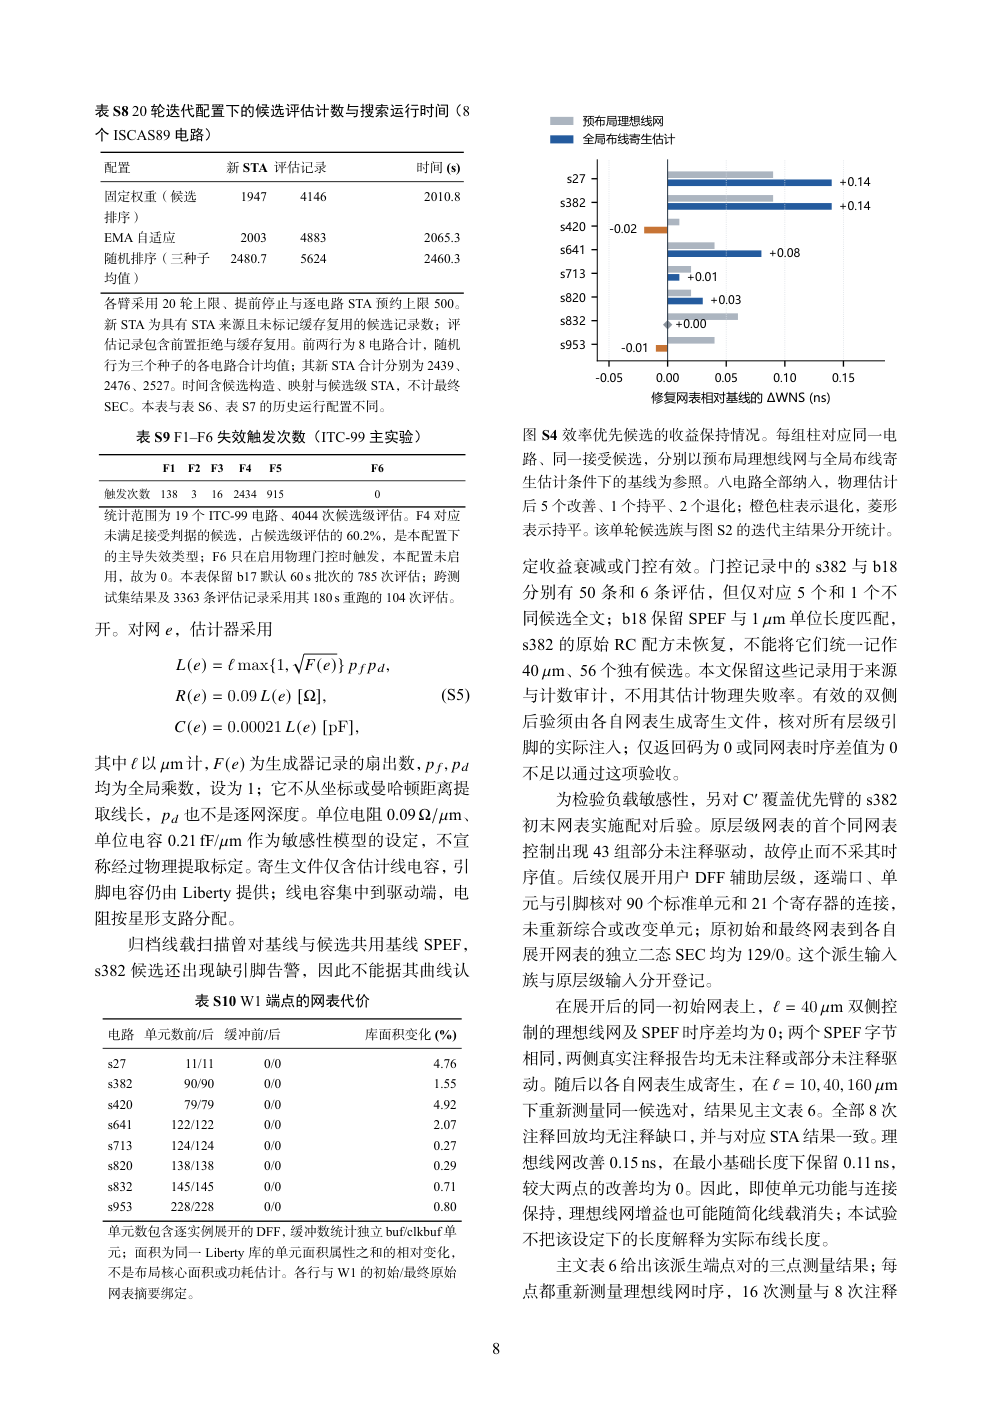 表 S8 20 轮迭代配置下的候选评估计数与搜索运行时间（8
个 ISCAS89 电路）
配置 新 STA 评估记录 时间 (s)
固定权重（候选 1947 4146 2010.8
排序）
EMA 自适应 2003 4883 2065.3
随机排序（三种子 2480.7 5624 2460.3
均值）
各臂采用 20 轮上限、提前停止与逐电路 STA 预约上限 500。
新 STA 为具有 STA 来源且未标记缓存复用的候选记录数；评
估记录包含前置拒绝与缓存复用。前两行为 8 电路合计，随机
行为三个种子的各电路合计均值；其新 STA 合计分别为 2439、
2476、2527。时间含候选构造、映射与候选级 STA，不计最终
SEC。本表与表 S6、表 S7 的历史运行配置不同。
表 S9 F1–F6 失效触发次数（ITC-99 主实验）
F1 F2 F3 F4 F5 F6
触发次数 138 3 16 2434 915 0
统计范围为 19 个 ITC-99 电路、4044 次候选级评估。F4 对应
未满足接受判据的候选，占候选级评估的 60.2%，是本配置下
的主导失效类型；F6 只在启用物理门控时触发，本配置未启
用，故为 0。本表保留 b17 默认 60 s 批次的 785 次评估；跨测
试集结果及 3363 条评估记录采用其 180 s 重跑的 104 次评估。
开。对网 e，估计器采用
L(e) = ℓ max{1, √F(e)} p_f p_d,
R(e) = 0.09 L(e) [Ω], (S5)
C(e) = 0.00021 L(e) [pF],
其中 ℓ 以 μm 计，F(e) 为生成器记录的扇出数，p_f, p_d
均为全局乘数，设为 1；它不从坐标或曼哈顿距离提
取线长，p_d 也不是逐网深度。单位电阻 0.09 Ω/μm、
单位电容 0.21 fF/μm 作为敏感性模型的设定，不宣
称经过物理提取标定。寄生文件仅含估计线电容，引
脚电容仍由 Liberty 提供；线电容集中到驱动端，电
阻按星形支路分配。
归档线载扫描曾对基线与候选共用基线 SPEF，
s382 候选还出现缺引脚告警，因此不能据其曲线认
表 S10 W1 端点的网表代价
电路 单元数前/后 缓冲前/后 库面积变化 (%)
s27 11/11 0/0 4.76
s382 90/90 0/0 1.55
s420 79/79 0/0 4.92
s641 122/122 0/0 2.07
s713 124/124 0/0 0.27
s820 138/138 0/0 0.29
s832 145/145 0/0 0.71
s953 228/228 0/0 0.80
单元数包含逐实例展开的 DFF，缓冲数统计独立 buf/clkbuf 单
元；面积为同一 Liberty 库的单元面积属性之和的相对变化，
不是布局核心面积或功耗估计。各行与 W1 的初始/最终原始
网表摘要绑定。
预布局理想线网
全局布线寄生估计
s27 +0.14
s382 +0.14
s420 -0.02
s641 +0.08
s713 +0.01
s820 +0.03
s832 +0.00
s953 -0.01
-0.05 0.00 0.05 0.10 0.15
修复网表相对基线的 ΔWNS (ns)
图 S4 效率优先候选的收益保持情况。每组柱对应同一电
路、同一接受候选，分别以预布局理想线网与全局布线寄
生估计条件下的基线为参照。八电路全部纳入，物理估计
后 5 个改善、1 个持平、2 个退化；橙色柱表示退化，菱形
表示持平。该单轮候选族与图 S2 的迭代主结果分开统计。
定收益衰减或门控有效。门控记录中的 s382 与 b18
分别有 50 条和 6 条评估，但仅对应 5 个和 1 个不
同候选全文；b18 保留 SPEF 与 1 μm 单位长度匹配，
s382 的原始 RC 配方未恢复，不能将它们统一记作
40 μm、56 个独有候选。本文保留这些记录用于来源
与计数审计，不用其估计物理失败率。有效的双侧
后验须由各自网表生成寄生文件，核对所有层级引
脚的实际注入；仅返回码为 0 或同网表时序差值为 0
不足以通过这项验收。
为检验负载敏感性，另对 C′ 覆盖优先臂的 s382
初末网表实施配对后验。原层级网表的首个同网表
控制出现 43 组部分未注释驱动，故停止而不采其时
序值。后续仅展开用户 DFF 辅助层级，逐端口、单
元与引脚核对 90 个标准单元和 21 个寄存器的连接，
未重新综合或改变单元；原初始和最终网表到各自
展开网表的独立二态 SEC 均为 129/0。这个派生输入
族与原层级输入分开登记。
在展开后的同一初始网表上，ℓ = 40 μm 双侧控
制的理想线网及 SPEF 时序差均为 0；两个 SPEF 字节
相同，两侧真实注释报告均无未注释或部分未注释驱
动。随后以各自网表生成寄生，在 ℓ = 10, 40, 160 μm
下重新测量同一候选对，结果见主文表 6。全部 8 次
注释回放均无注释缺口，并与对应 STA 结果一致。理
想线网改善 0.15 ns，在最小基础长度下保留 0.11 ns，
较大两点的改善均为 0。因此，即使单元功能与连接
保持，理想线网增益也可能随简化线载消失；本试验
不把该设定下的长度解释为实际布线长度。
主文表 6 给出该派生端点对的三点测量结果；每
点都重新测量理想线网时序，16 次测量与 8 次注释
8